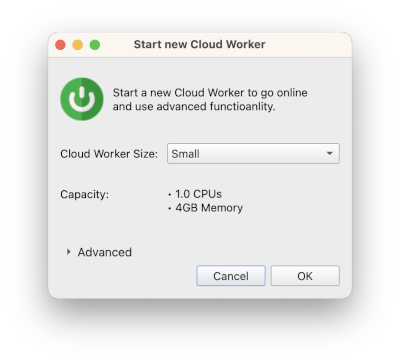 Start new Cloud Worker
Start a new Cloud Worker to go online
and use advanced functioanlity.
Cloud Worker Size: Small
Capacity: • 1.0 CPUs
• 4GB Memory
Advanced
Cancel OK